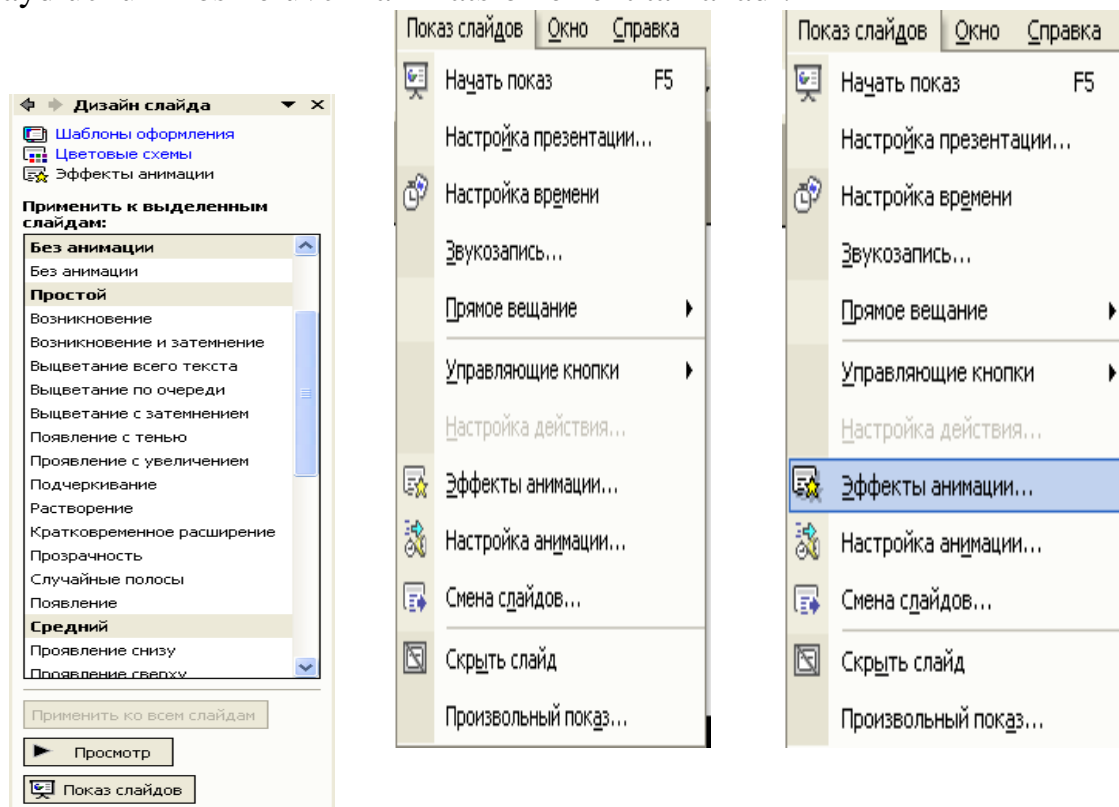 Дизайн слайда
Шаблоны оформления
Цветовые схемы
Эффекты анимации
Применить к выделенным
слайдам:
Без анимации
Без анимации
Простой
Возникновение
Возникновение и затемнение
Выцветание всего текста
Выцветание по очереди
Выцветание с затемнением
Появление с тенью
Проявление с увеличением
Подчеркивание
Растворение
Кратковременное расширение
Прозрачность
Случайные полосы
Появление
Средний
Проявление снизу
Проявление сверху
Применить ко всем слайдам
Просмотр
Показ слайдов
Показ слайдов Окно Справка
Начать показ F5
Настройка презентации...
Настройка времени
Звукозапись...
Прямое вещание
Управляющие кнопки
Настройка действия...
Эффекты анимации...
Настройка анимации...
Смена слайдов...
Скрыть слайд
Произвольный показ...
Показ слайдов Окно Справка
Начать показ F5
Настройка презентации...
Настройка времени
Звукозапись...
Прямое вещание
Управляющие кнопки
Настройка действия...
Эффекты анимации...
Настройка анимации...
Смена слайдов...
Скрыть слайд
Произвольный показ...